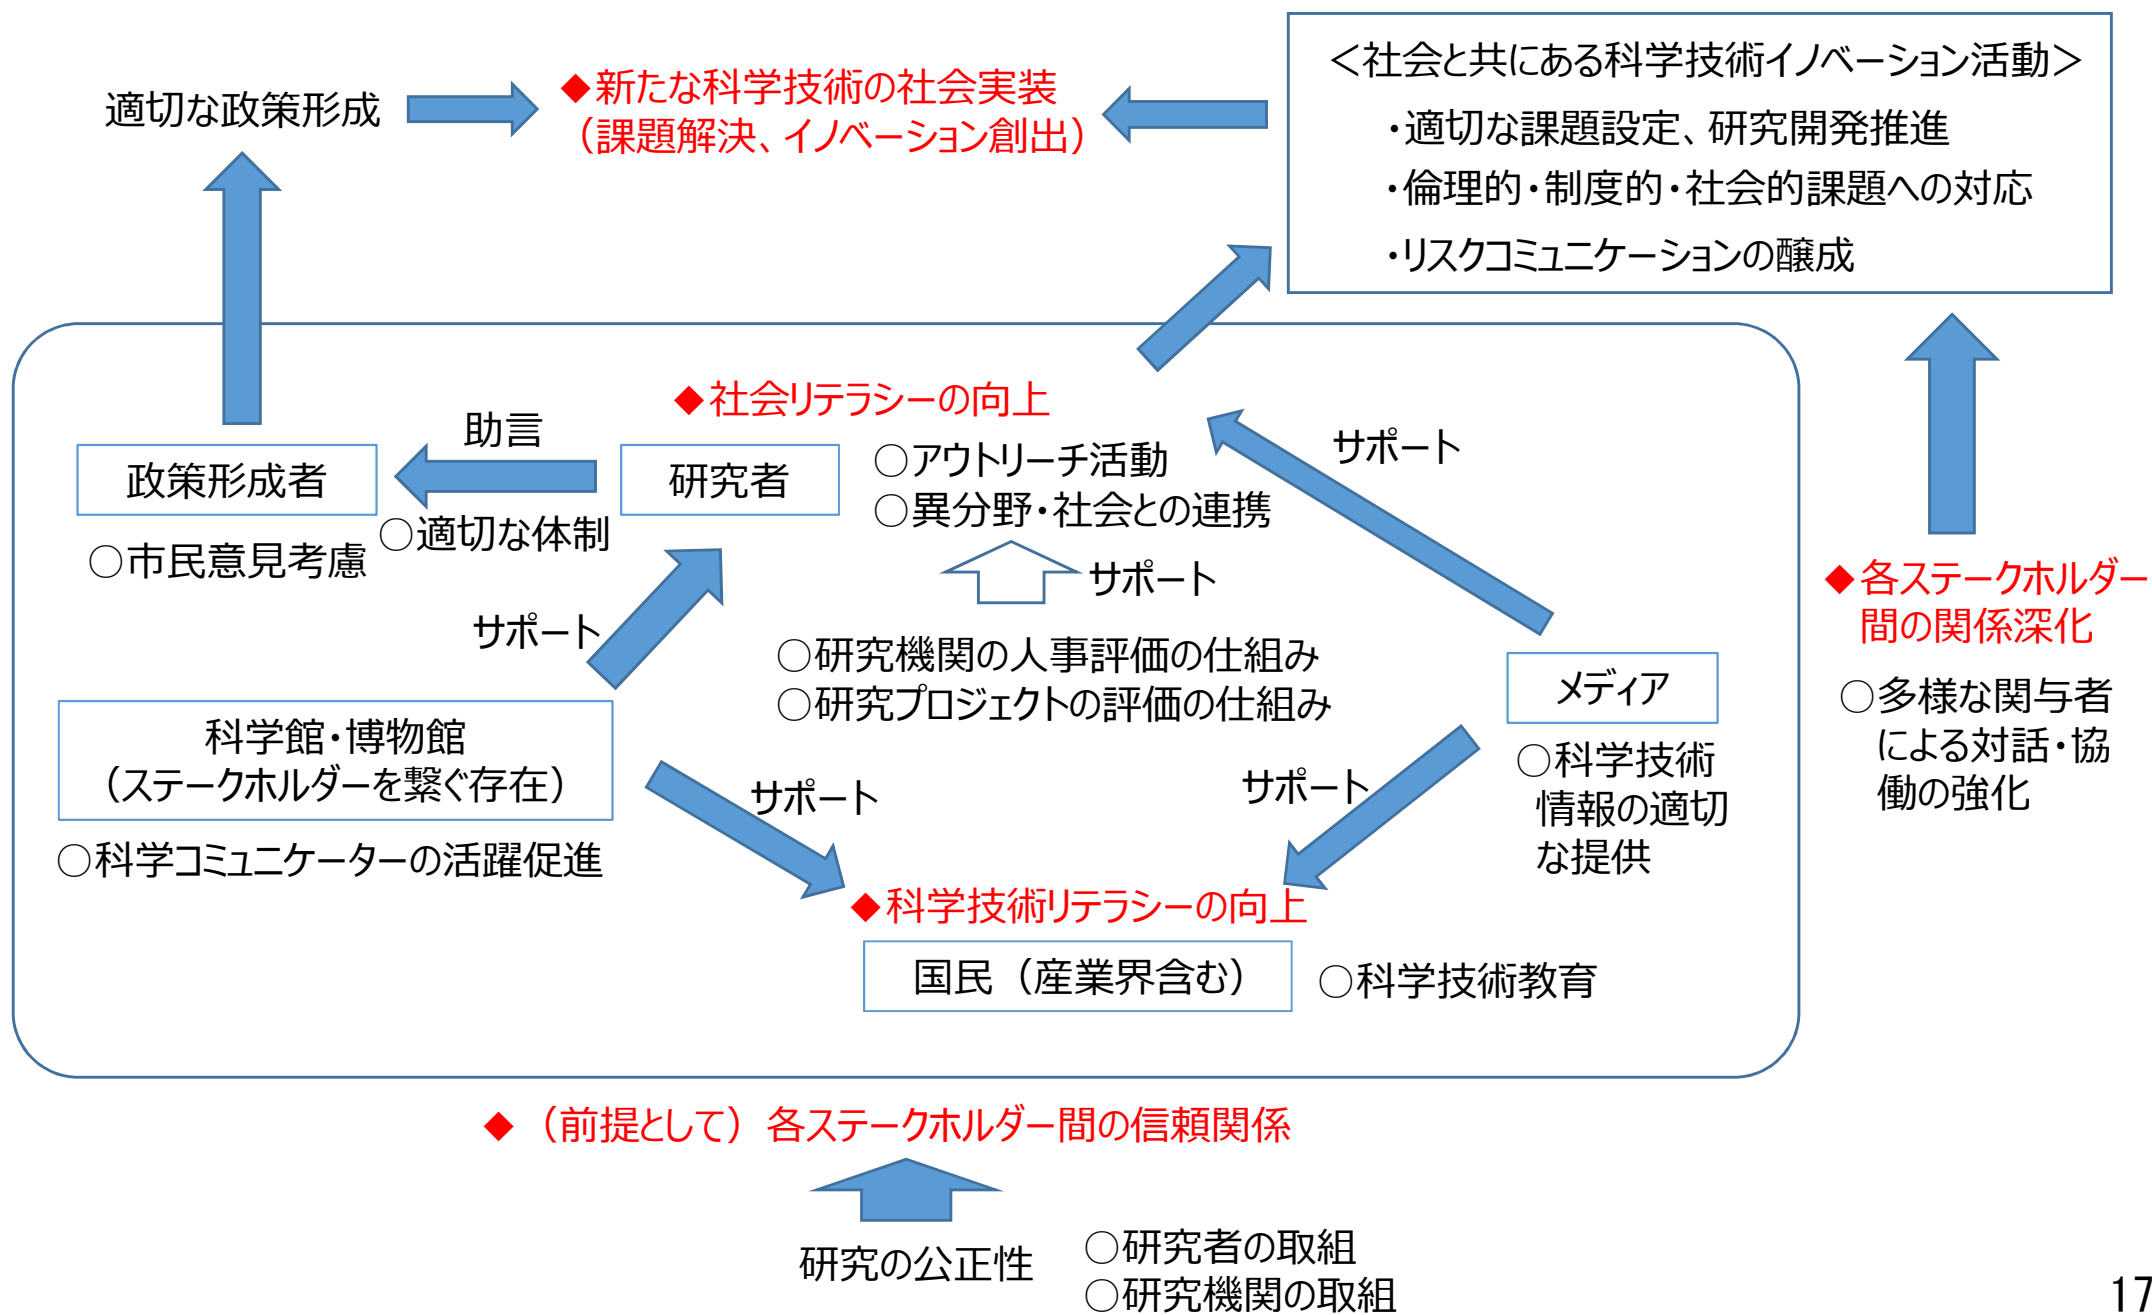 適切な政策形成
◆新たな科学技術の社会実装
（課題解決、イノベーション創出）
＜社会と共にある科学技術イノベーション活動＞
・適切な課題設定、研究開発推進
・倫理的・制度的・社会的課題への対応
・リスクコミュニケーションの醸成
◆社会リテラシーの向上
助言
政策形成者
研究者
○アウトリーチ活動
○異分野・社会との連携
サポート
○適切な体制
○市民意見考慮
サポート
サポート
○研究機関の人事評価の仕組み
○研究プロジェクトの評価の仕組み
◆各ステークホルダー
間の関係深化
○多様な関与者
による対話・協
働の強化
メディア
○科学技術
情報の適切
な提供
科学館・博物館
（ステークホルダーを繋ぐ存在）
○科学コミュニケーターの活躍促進
サポート
サポート
◆科学技術リテラシーの向上
国民（産業界含む）
○科学技術教育
◆（前提として）各ステークホルダー間の信頼関係
研究の公正性
○研究者の取組
○研究機関の取組
17